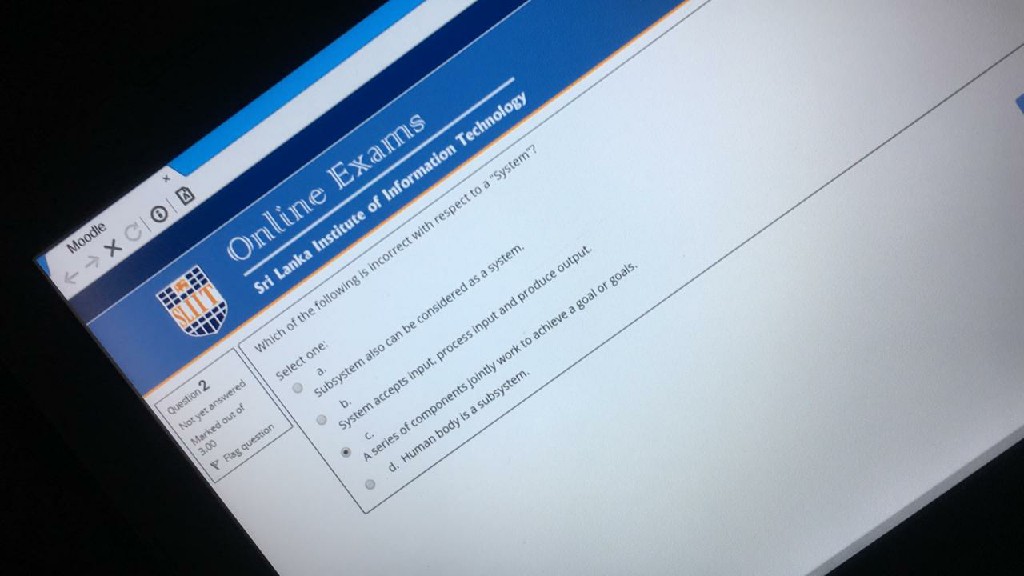 Moodle
Online Exams
Sri Lanka Institute of Information Technology
SLIIT
Question 2
Not yet answered
Marked out of
3.00
Flag question
Which of the following is incorrect with respect to a "System"?
Select one:
a.
Subsystem also can be considered as a system.
b.
System accepts input, process input and produce output.
c.
A series of components jointly work to achieve a goal or goals.
d. Human body is a subsystem.